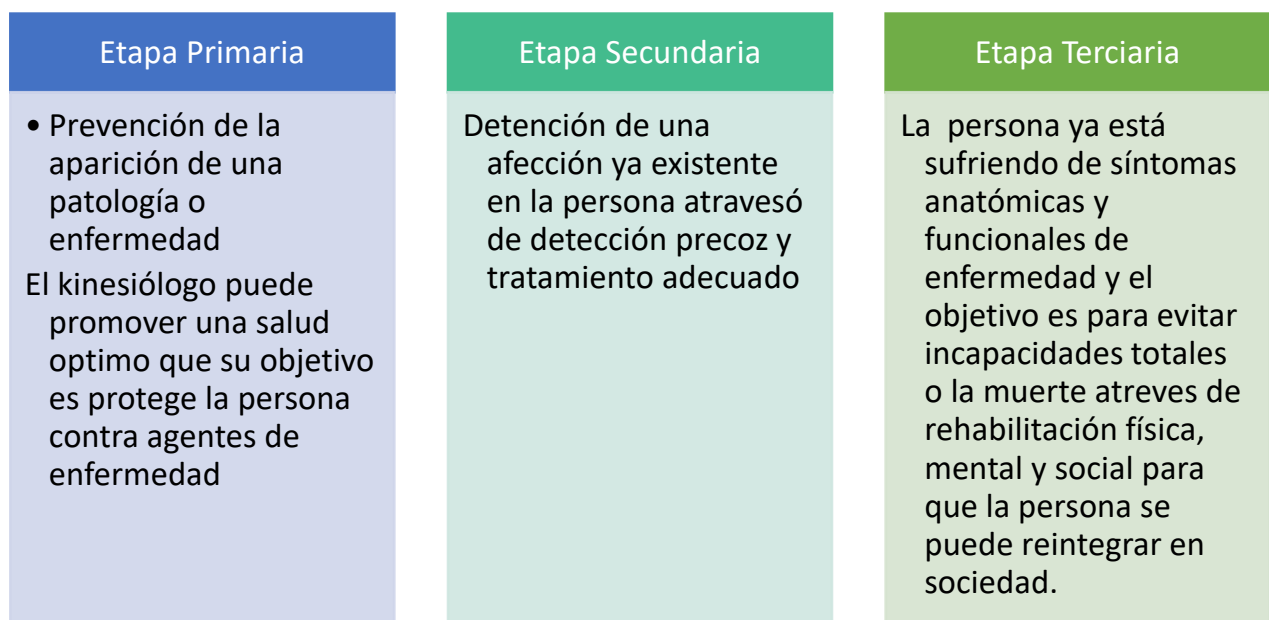 Etapa Primaria
• Prevención de la
aparición de una
patología o
enfermedad
El kinesiólogo puede
promover una salud
optimo que su objetivo
es protege la persona
contra agentes de
enfermedad
Etapa Secundaria
Detención de una
afección ya existente
en la persona atravesó
de detección precoz y
tratamiento adecuado
Etapa Terciaria
La persona ya está
sufriendo de síntomas
anatómicas y
funcionales de
enfermedad y el
objetivo es para evitar
incapacidades totales
o la muerte atreves de
rehabilitación física,
mental y social para
que la persona se
puede reintegrar en
sociedad.